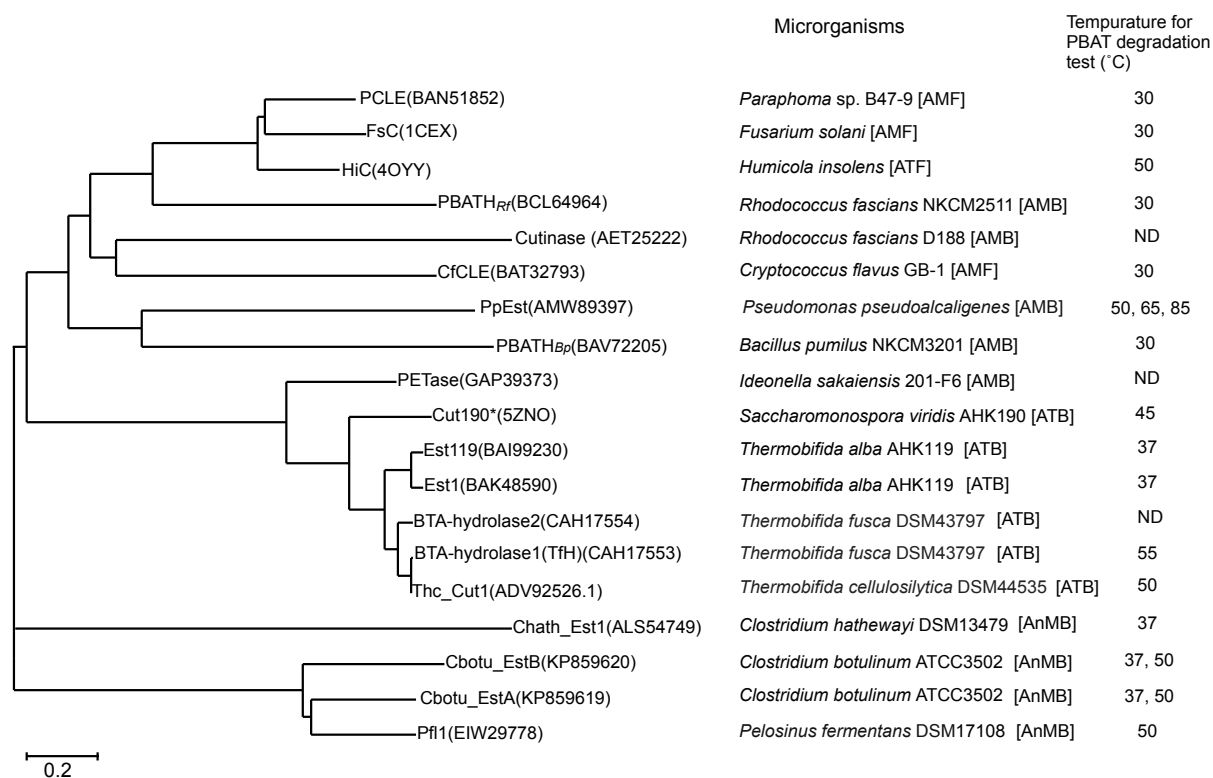 Microrganisms
Tempurature for
PBAT degradation
test (˚C)
PCLE(BAN51852) Paraphoma sp. B47-9 [AMF] 30
FsC(1CEX) Fusarium solani [AMF] 30
HiC(4OYY) Humicola insolens [ATF] 50
PBATHRf(BCL64964) Rhodococcus fascians NKCM2511 [AMB] 30
Cutinase (AET25222) Rhodococcus fascians D188 [AMB] ND
CfCLE(BAT32793) Cryptococcus flavus GB-1 [AMF] 30
PpEst(AMW89397) Pseudomonas pseudoalcaligenes [AMB] 50, 65, 85
PBATHBp(BAV72205) Bacillus pumilus NKCM3201 [AMB] 30
PETase(GAP39373) Ideonella sakaiensis 201-F6 [AMB] ND
Cut190*(5ZNO) Saccharomonospora viridis AHK190 [ATB] 45
Est119(BAI99230) Thermobifida alba AHK119 [ATB] 37
Est1(BAK48590) Thermobifida alba AHK119 [ATB] 37
BTA-hydrolase2(CAH17554) Thermobifida fusca DSM43797 [ATB] ND
BTA-hydrolase1(TfH)(CAH17553) Thermobifida fusca DSM43797 [ATB] 55
Thc_Cut1(ADV92526.1) Thermobifida cellulosilytica DSM44535 [ATB] 50
Chath_Est1(ALS54749) Clostridium hathewayi DSM13479 [AnMB] 37
Cbotu_EstB(KP859620) Clostridium botulinum ATCC3502 [AnMB] 37, 50
Cbotu_EstA(KP859619) Clostridium botulinum ATCC3502 [AnMB] 37, 50
Pfl1(EIW29778) Pelosinus fermentans DSM17108 [AnMB] 50
0.2